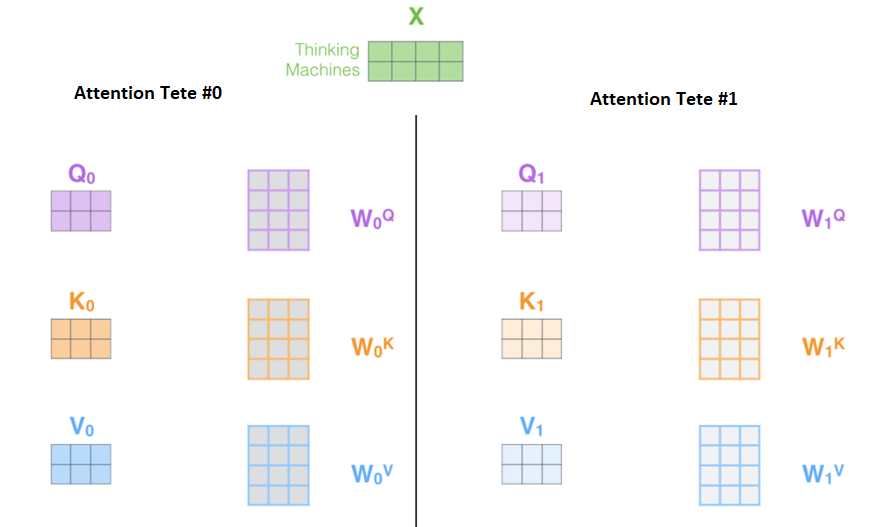 X
Thinking
Machines
Attention Tete #0
Attention Tete #1
Q₀
W₀Q
Q₁
W₁Q
K₀
W₀K
K₁
W₁K
V₀
W₀V
V₁
W₁V